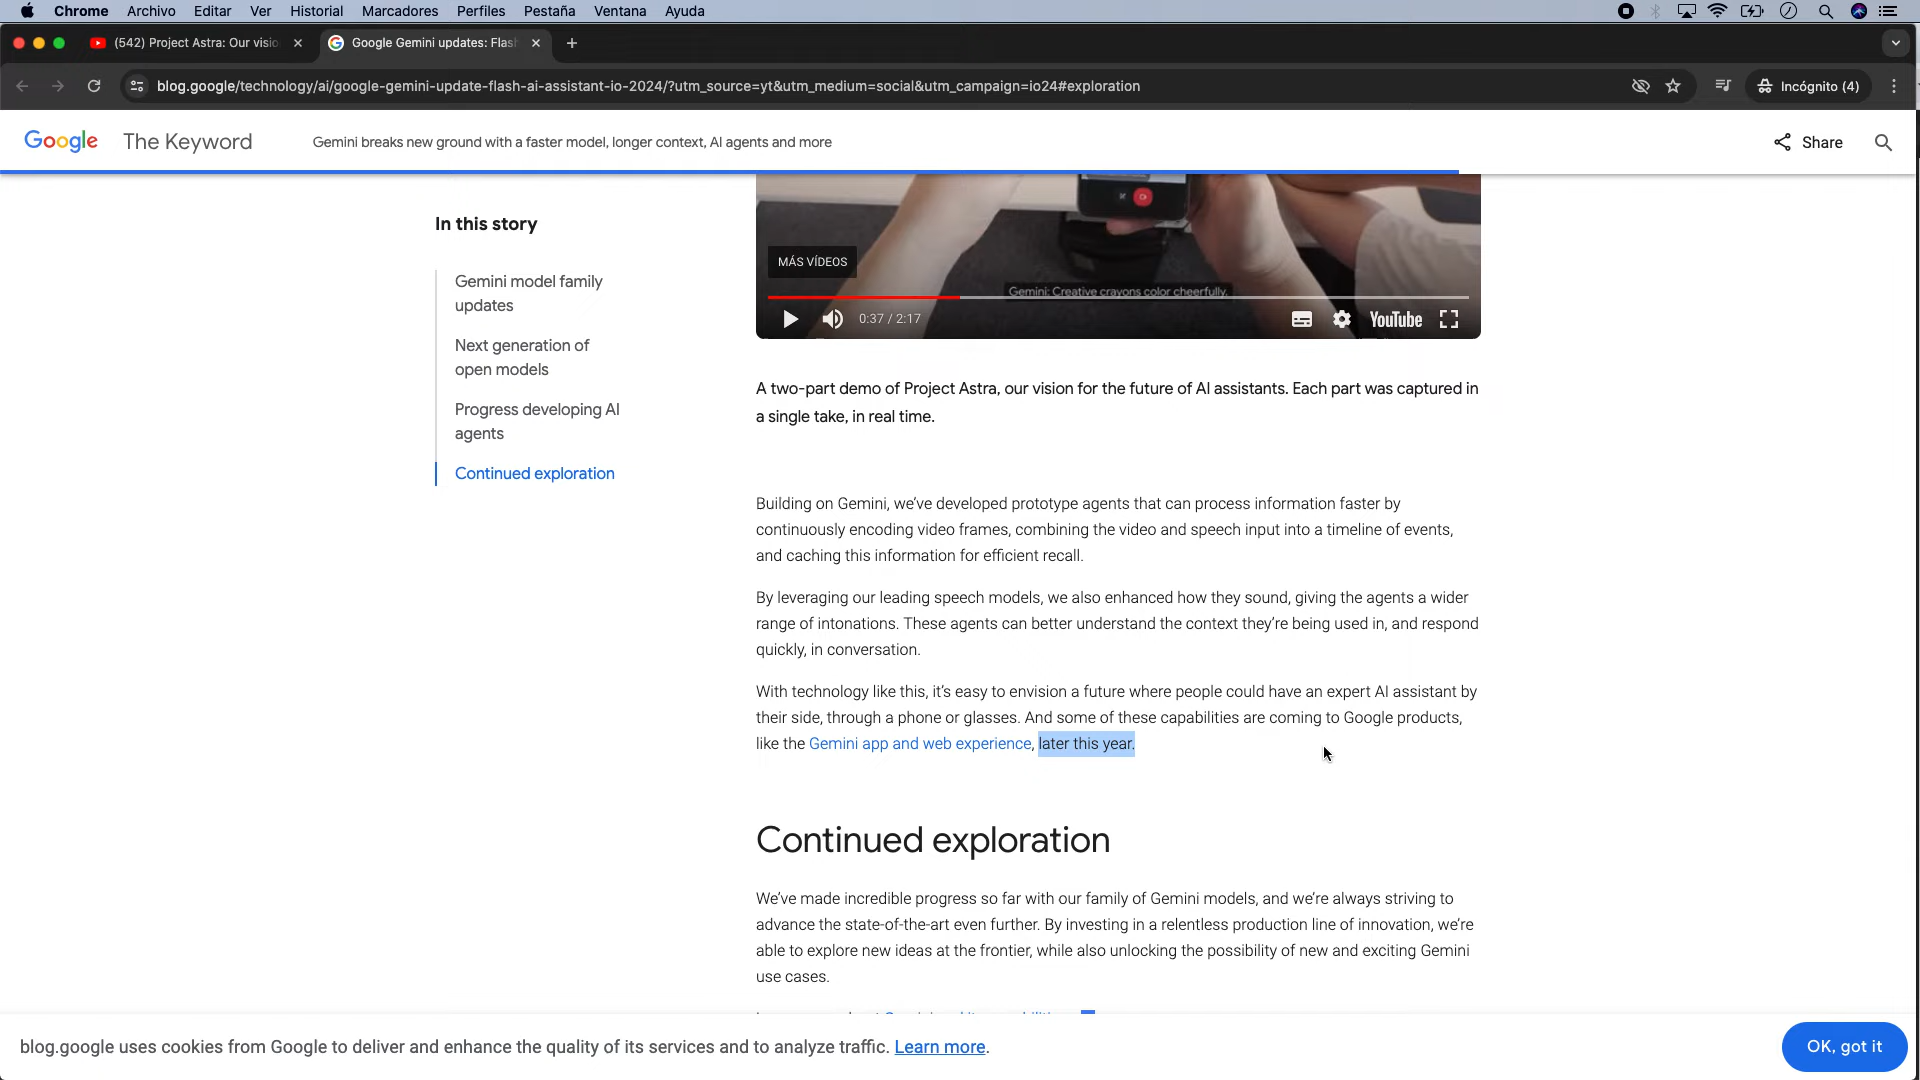 Chrome Archivo Editar Ver Historial Marcadores Perfiles Pestaña Ventana Ayuda
(542) Project Astra: Our visio
Google Gemini updates: Flas
blog.google/technology/ai/google-gemini-update-flash-ai-assistant-io-2024/?utm_source=yt&utm_medium=social&utm_campaign=io24#exploration
Incógnito (4)
Google The Keyword
Gemini breaks new ground with a faster model, longer context, AI agents and more
Share
In this story
Gemini model family
updates
Next generation of
open models
Progress developing AI
agents
Continued exploration
MÁS VÍDEOS
Gemini: Creative crayons color cheerfully.
0:37 / 2:17
YouTube
A two-part demo of Project Astra, our vision for the future of AI assistants. Each part was captured in
a single take, in real time.
Building on Gemini, we've developed prototype agents that can process information faster by
continuously encoding video frames, combining the video and speech input into a timeline of events,
and caching this information for efficient recall.
By leveraging our leading speech models, we also enhanced how they sound, giving the agents a wider
range of intonations. These agents can better understand the context they're being used in, and respond
quickly, in conversation.
With technology like this, it's easy to envision a future where people could have an expert AI assistant by
their side, through a phone or glasses. And some of these capabilities are coming to Google products,
like the Gemini app and web experience, later this year.
Continued exploration
We've made incredible progress so far with our family of Gemini models, and we're always striving to
advance the state-of-the-art even further. By investing in a relentless production line of innovation, we're
able to explore new ideas at the frontier, while also unlocking the possibility of new and exciting Gemini
use cases.
blog.google uses cookies from Google to deliver and enhance the quality of its services and to analyze traffic. Learn more.
OK, got it